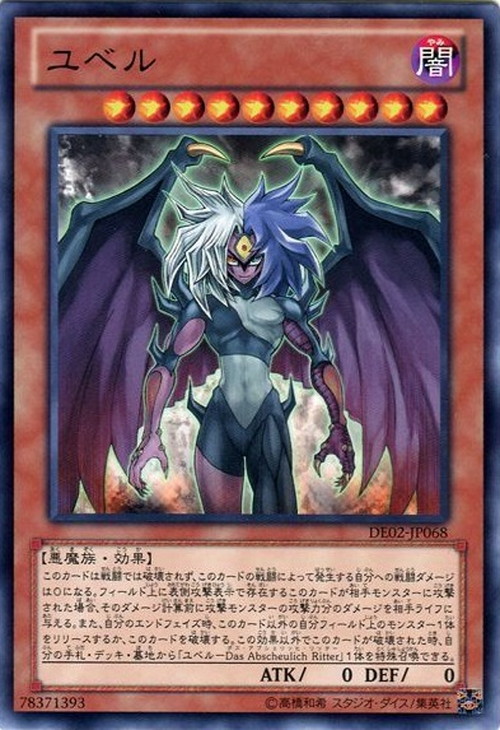 ユベル
闇
DE02-JP068
【悪魔族・効果】
このカードは戦闘では破壊されず、このカードの戦闘によって発生する自分への戦闘ダメージ
は０になる。フィールド上に表側攻撃表示で存在するこのカードが相手モンスターに攻撃
された場合、そのダメージ計算前に攻撃モンスターの攻撃力分のダメージを相手ライフ
に与える。また、自分のエンドフェイズ時、このカード以外の自分フィールド上のモンスター１体
をリリースするか、このカードを破壊する。この効果以外でこのカードが破壊された時、自
分の手札・デッキ・墓地から「ユベル－Das Abscheulich Ritter」１体を特殊召喚できる。
ATK/ 0 DEF/ 0
78371393 ©高橋和希 スタジオ・ダイス/集英社